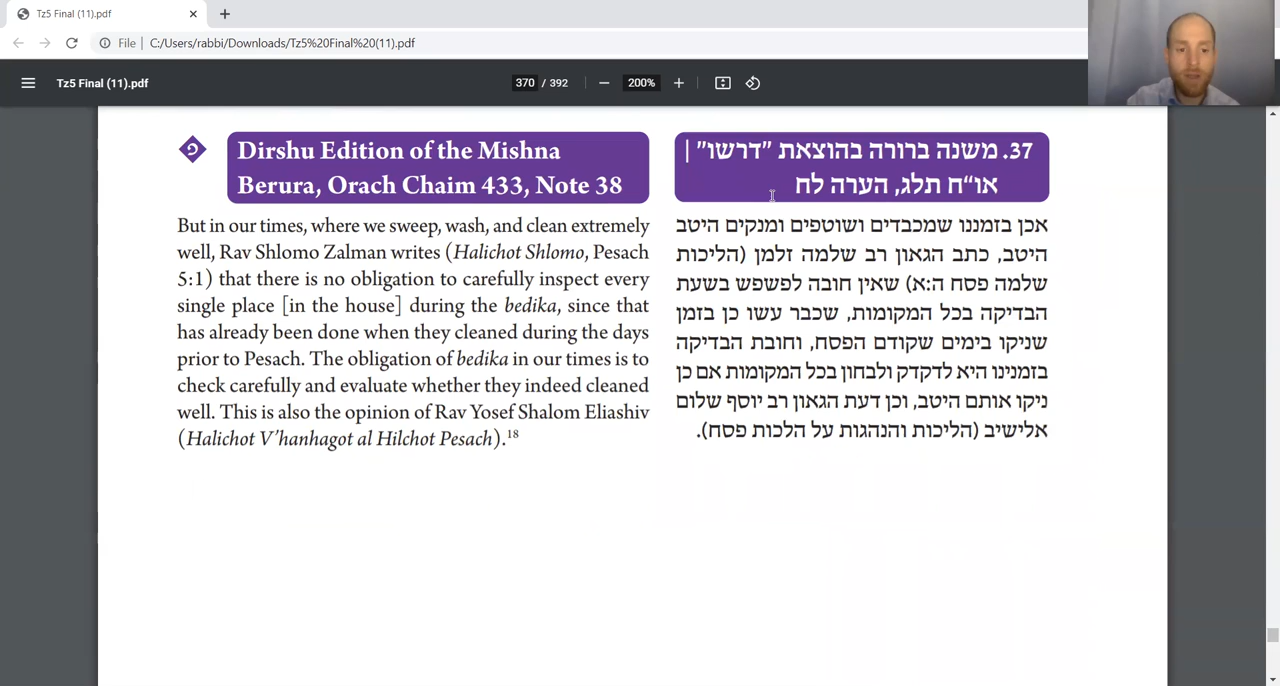 Tz5 Final (11).pdf
File
C:/Users/rabbi/Downloads/Tz5%20Final%20(11).pdf
Tz5 Final (11).pdf
370 / 392
200%
Dirshu Edition of the Mishna
Berura, Orach Chaim 433, Note 38
But in our times, where we sweep, wash, and clean extremely
well, Rav Shlomo Zalman writes (Halichot Shlomo, Pesach
5:1) that there is no obligation to carefully inspect every
single place [in the house] during the bedika, since that
has already been done when they cleaned during the days
prior to Pesach. The obligation of bedika in our times is to
check carefully and evaluate whether they indeed cleaned
well. This is also the opinion of Rav Yosef Shalom Eliashiv
(Halichot V'hanhagot al Hilchot Pesach).18
37. משנה ברורה בהוצאת "דרשו" |
או"ח תלג, הערה לח
אכן בזמננו שמכבדים ושוטפים ומנקים היטב
היטב, כתב הגאון רב שלמה זלמן (הליכות
שלמה פסח ה:א) שאין חובה לפשפש בשעת
הבדיקה בכל המקומות, שכבר עשו כן בזמן
שניקו בימים שקודם הפסח, וחובת הבדיקה
בזמנינו היא לדקדק ולבחון בכל המקומות אם כן
ניקו אותם היטב, וכן דעת הגאון רב יוסף שלום
אלישיב (הליכות והנהגות על הלכות פסח).